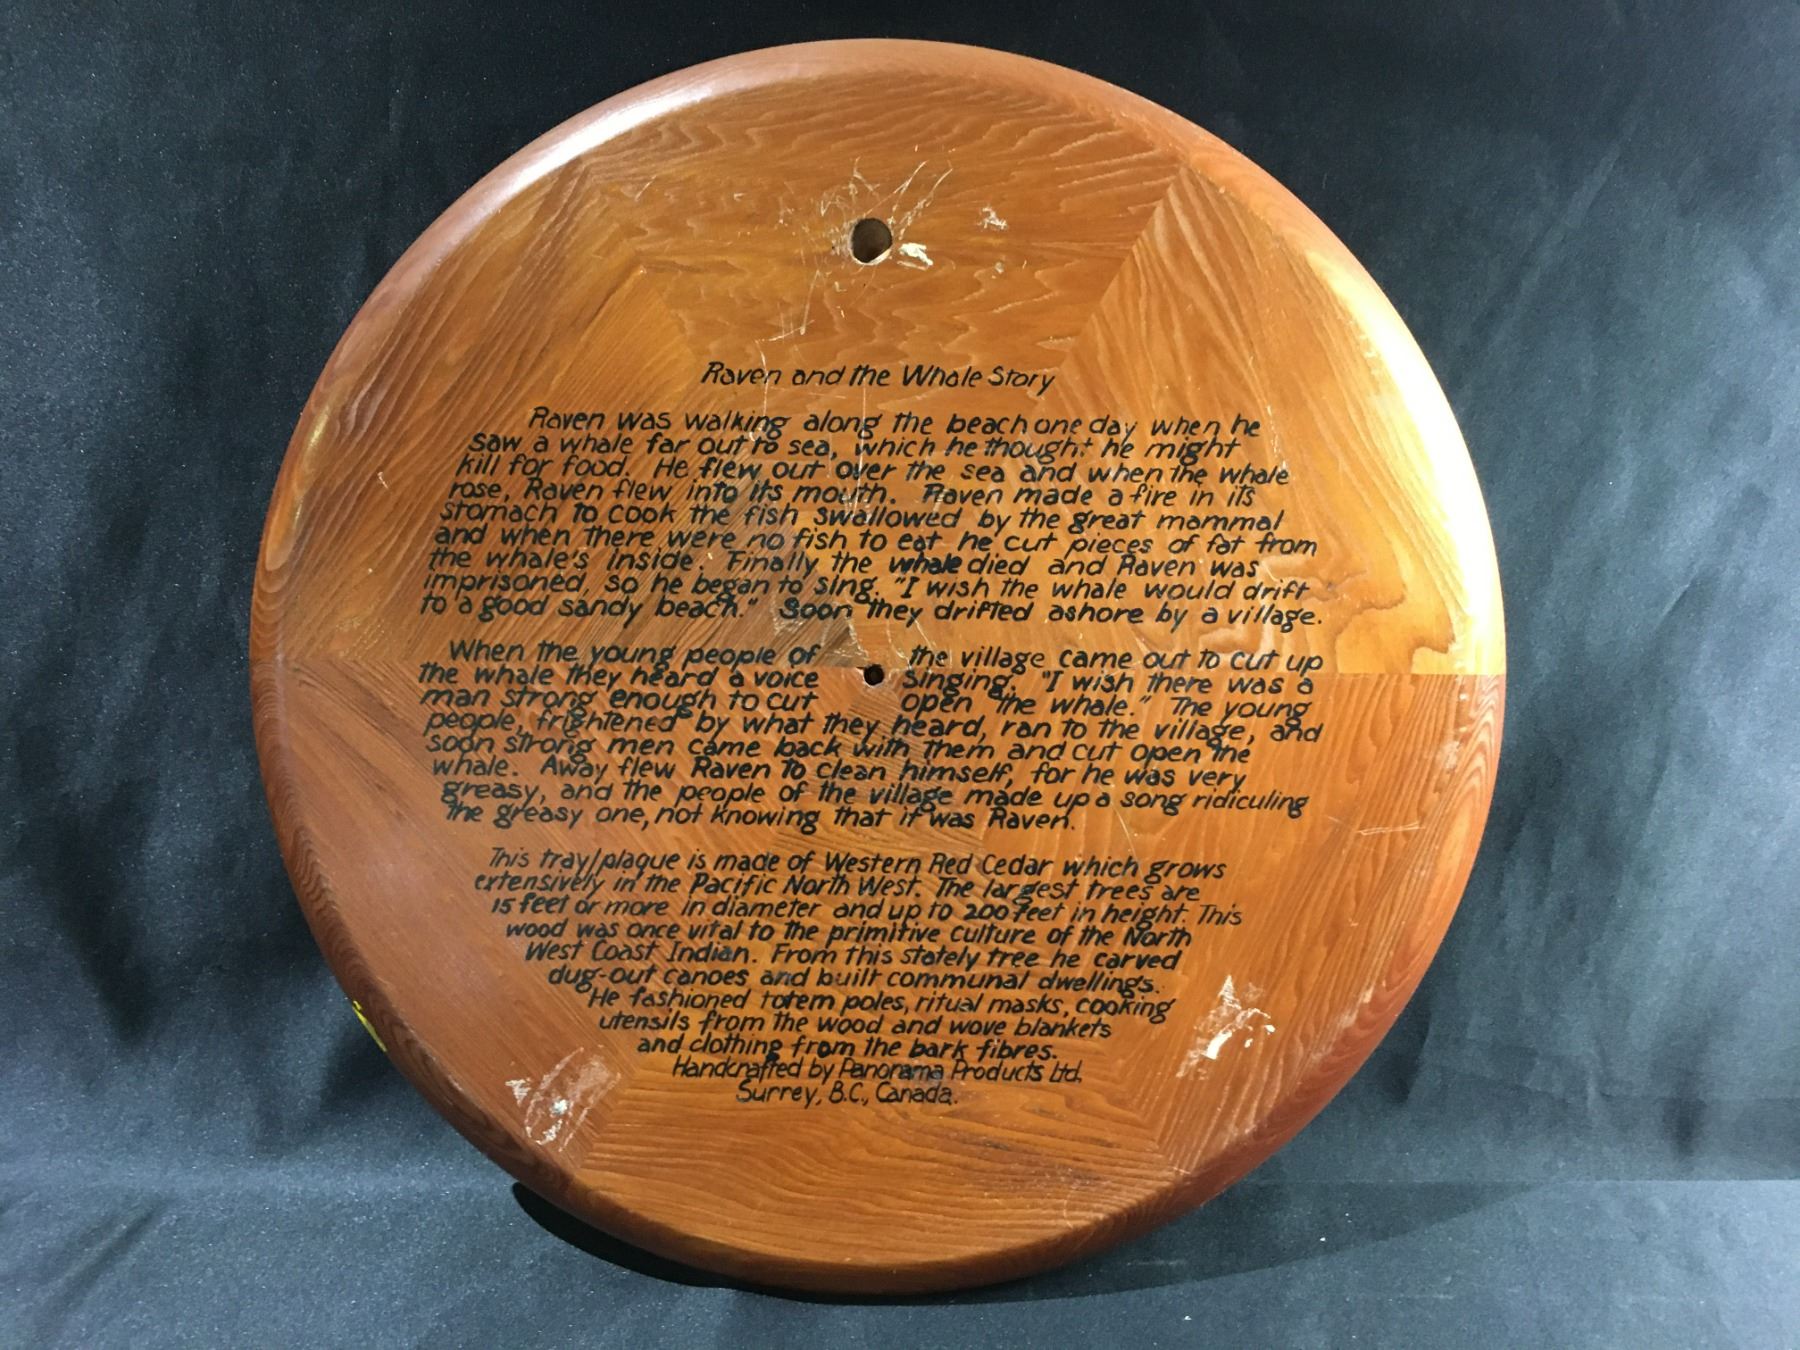 Raven and the Whale Story
Raven was walking along the beach one day when he
saw a whale far out to sea, which he thought he might
kill for food. He flew out over the sea and when the whale
rose, Raven flew into its mouth. Raven made a fire in its
stomach to cook the fish swallowed by the great mammal
and when there were no fish to eat he cut pieces of fat from
the whale's inside. Finally the whale died and Raven was
imprisoned, so he began to sing. "I wish the whale would drift
to a good sandy beach." Soon they drifted ashore by a village.
When the young people of the village came out to cut up
the whale they heard a voice singing. "I wish there was a
man strong enough to cut open the whale." The young
people, frightened by what they heard, ran to the village, and
soon strong men came back with them and cut open the
whale. Away flew Raven to clean himself, for he was very
greasy, and the people of the village made up a song ridiculing
the greasy one, not knowing that it was Raven.
This tray/plaque is made of Western Red Cedar which grows
extensively in the Pacific North West. The largest trees are
15 feet or more in diameter and up to 200 feet in height. This
wood was once vital to the primitive culture of the North
West Coast Indian. From this stately tree he carved
dug-out canoes and built communal dwellings.
He fashioned totem poles, ritual masks, cooking
utensils from the wood and wove blankets
and clothing from the bark fibres.
Handcrafted by Panorama Products Ltd.
Surrey, B.C., Canada.